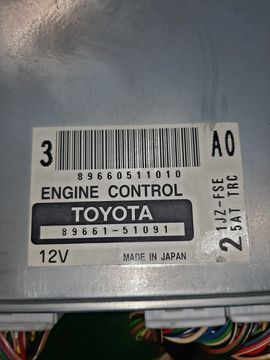 3 A0
89660511010
ENGINE CONTROL
TOYOTA
89661-51091
12V MADE IN JAPAN
2 1JZ-FSE
5AT TRC